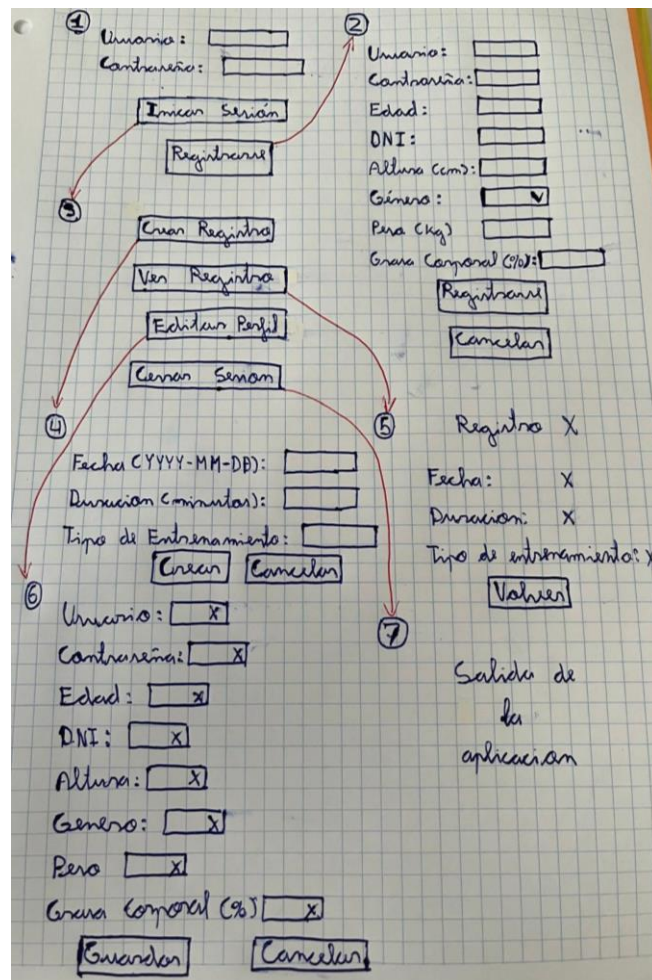 1
Usuario:
Contraseña:
Iniciar Sesión
Registrarse
2
Usuario:
Contraseña:
Edad:
DNI:
Altura (cm):
Género: v
Peso (Kg)
Grasa Corporal (%):
Registrarse
Cancelar
3
Crear Registro
Ver Registro
Editar Perfil
Cerrar Sesion
4
Fecha (YYYY-MM-DD):
Duracion (minutos):
Tipo de Entrenamiento:
Crear Cancelar
5
Registro X
Fecha: X
Duracion: X
Tipo de entrenamiento: X
Volver
6
Usuario: X
Contraseña: X
Edad: X
DNI: X
Altura: X
Genero: X
Peso X
Grasa Corporal (%) X
Guardar Cancelar
7
Salida de
la
aplicacion